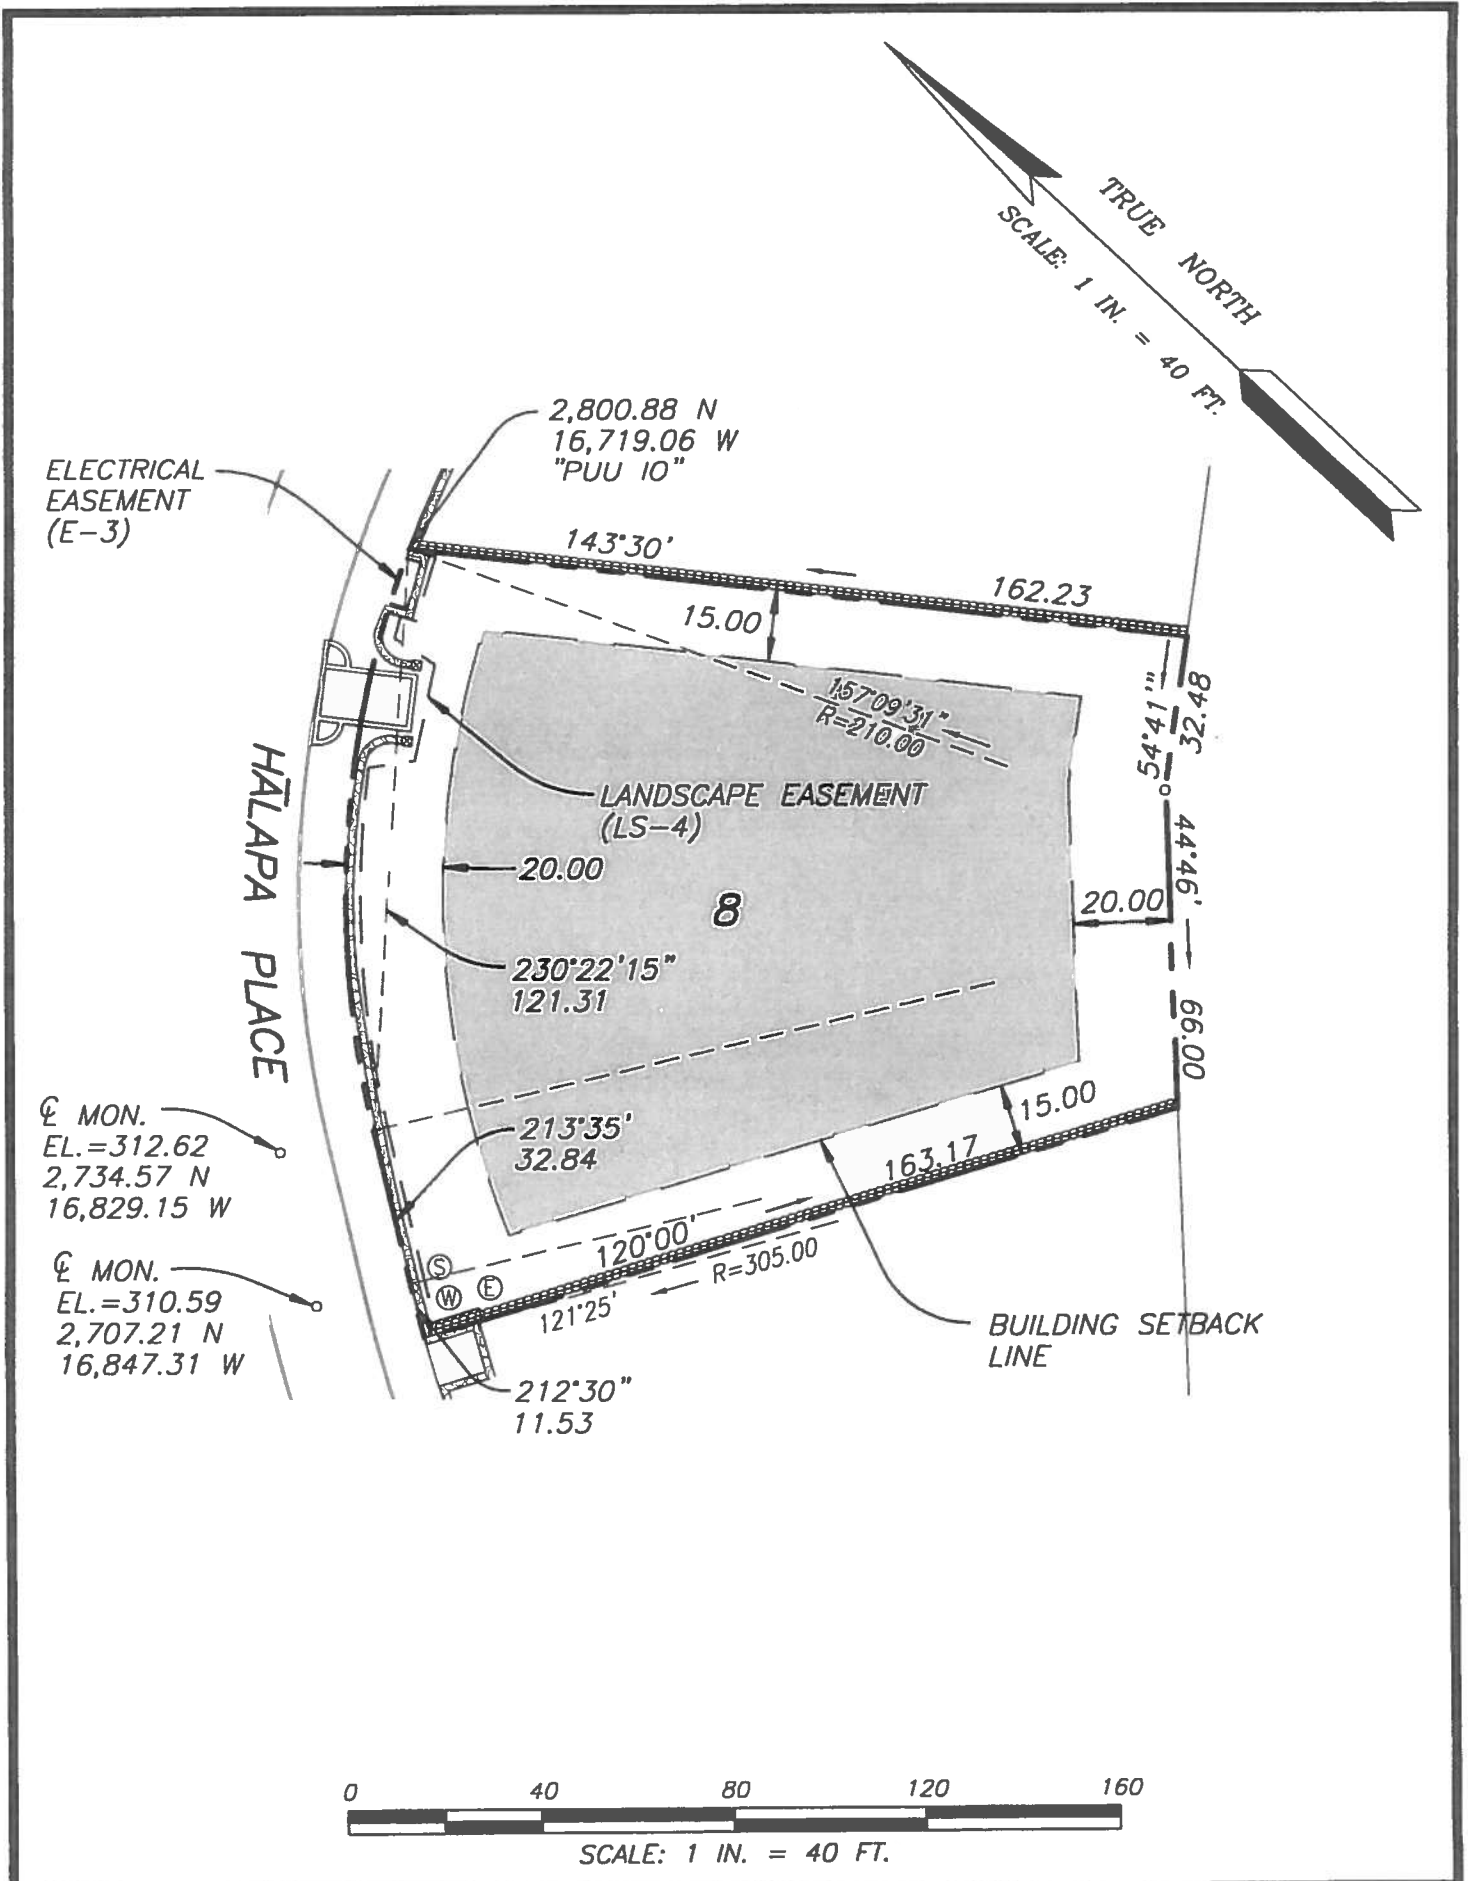 TRUE NORTH
SCALE: 1 IN. = 40 FT.
2,800.88 N
16,719.06 W
"PUU IO"
ELECTRICAL
EASEMENT
(E-3)
143°30'
162.23
15.00
157°09'31"
R=210.00
54°41'"
32.48
LANDSCAPE EASEMENT
(LS-4)
HĀLAPA PLACE
20.00
8
20.00
44°46'
66.00
230°22'15"
121.31
℄ MON.
EL.=312.62
2,734.57 N
16,829.15 W
213°35'
32.84
15.00
163.17
120°00'
R=305.00
121°25'
S
W
E
℄ MON.
EL.=310.59
2,707.21 N
16,847.31 W
BUILDING SETBACK
LINE
212°30"
11.53
0 40 80 120 160
SCALE: 1 IN. = 40 FT.